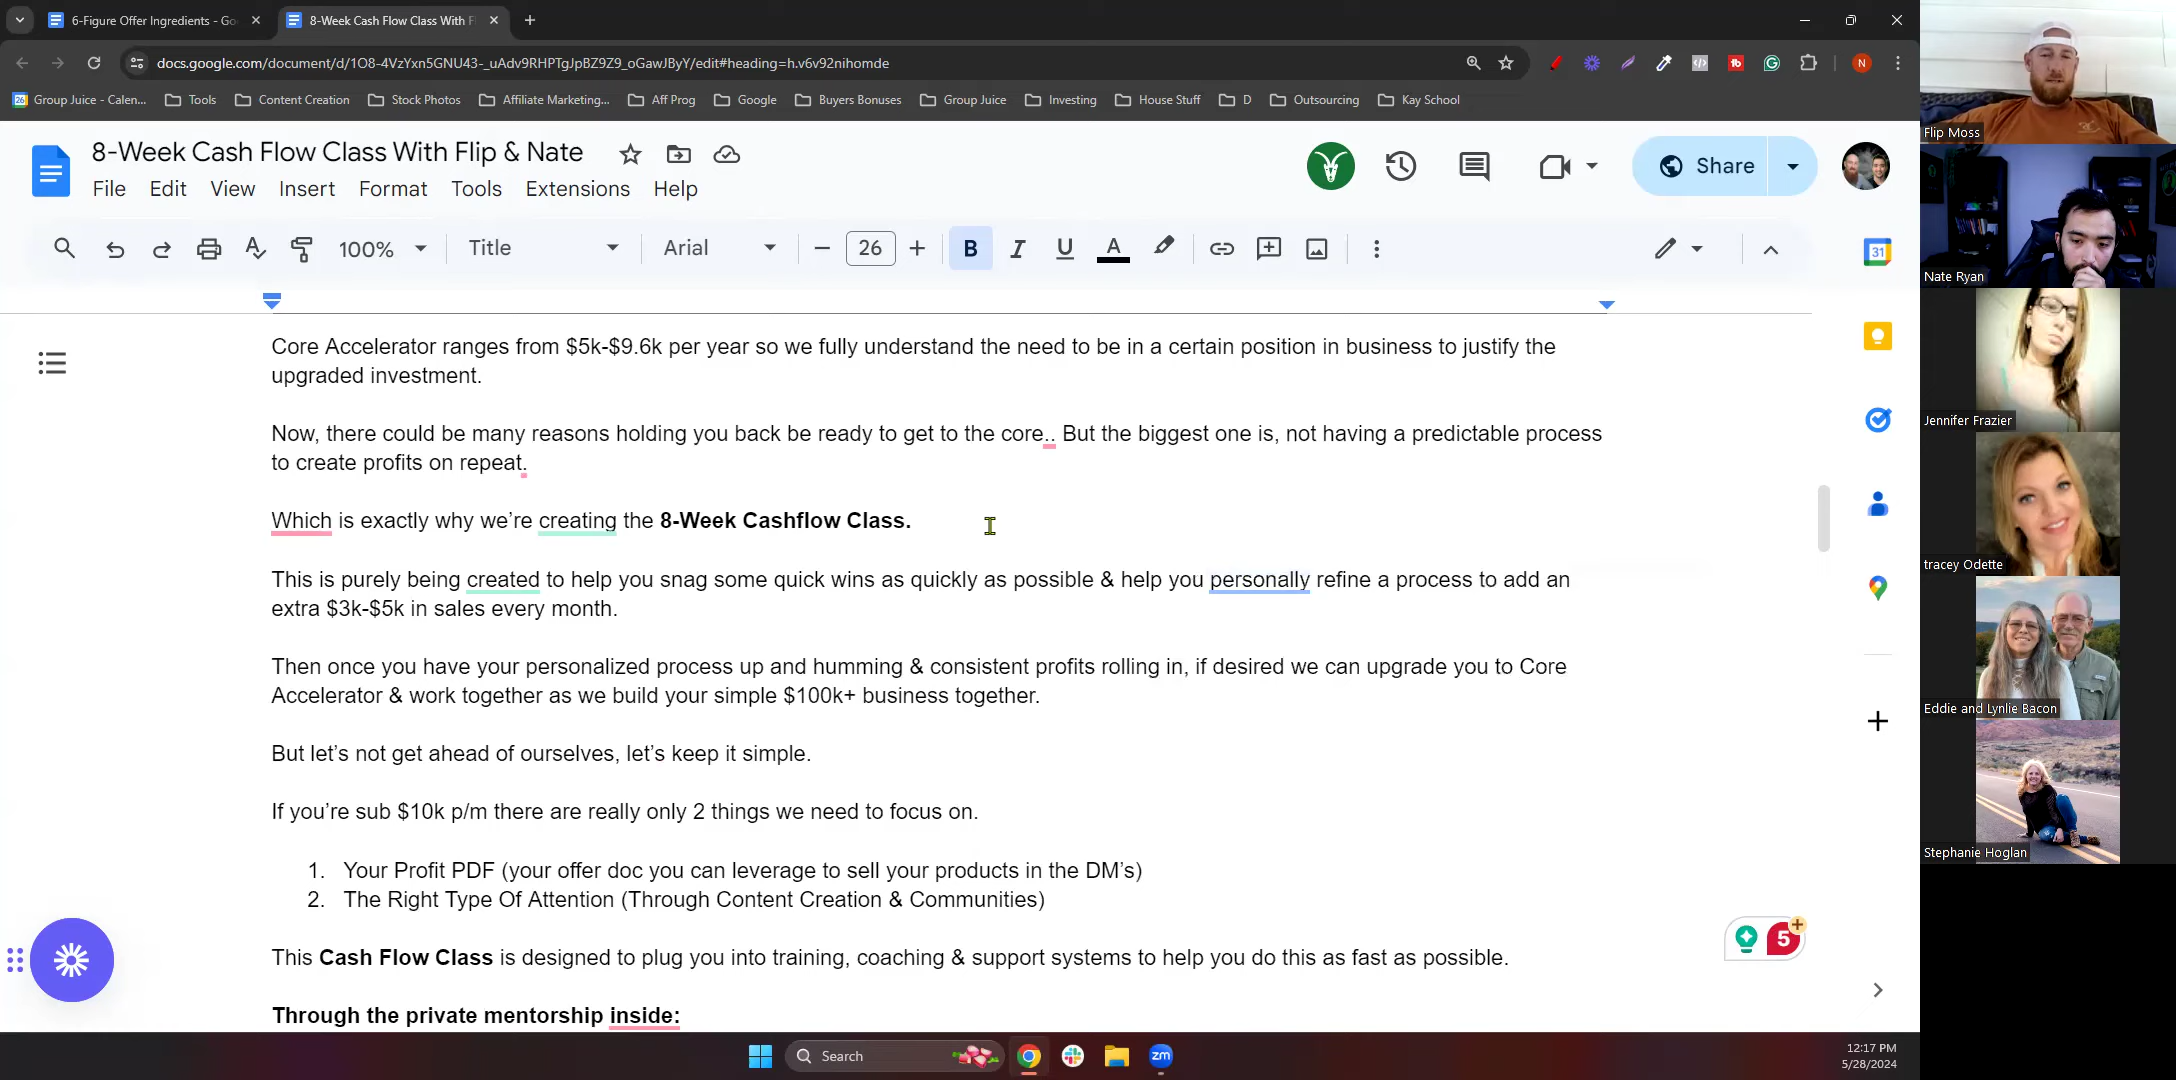 6-Figure Offer Ingredients - Go
8-Week Cash Flow Class With F
docs.google.com/document/d/1O8-4VzYxn5GNU43-_uAdv9RHPTgJpBZ9Z9_oGawJByY/edit#heading=h.v6v92nihomde
N
26 Group Juice - Calen...
Tools
Content Creation
Stock Photos
Affiliate Marketing...
Aff Prog
Google
Buyers Bonuses
Group Juice
Investing
House Stuff
D
Outsourcing
Kay School
8-Week Cash Flow Class With Flip & Nate
File Edit View Insert Format Tools Extensions Help
Share
100% Title Arial 26 B I U A
31
Core Accelerator ranges from $5k-$9.6k per year so we fully understand the need to be in a certain position in business to justify the
upgraded investment.
Now, there could be many reasons holding you back be ready to get to the core.. But the biggest one is, not having a predictable process
to create profits on repeat.
Which is exactly why we’re creating the 8-Week Cashflow Class.
This is purely being created to help you snag some quick wins as quickly as possible & help you personally refine a process to add an
extra $3k-$5k in sales every month.
Then once you have your personalized process up and humming & consistent profits rolling in, if desired we can upgrade you to Core
Accelerator & work together as we build your simple $100k+ business together.
But let’s not get ahead of ourselves, let’s keep it simple.
If you’re sub $10k p/m there are really only 2 things we need to focus on.
1. Your Profit PDF (your offer doc you can leverage to sell your products in the DM’s)
2. The Right Type Of Attention (Through Content Creation & Communities)
This Cash Flow Class is designed to plug you into training, coaching & support systems to help you do this as fast as possible.
Through the private mentorship inside:
5
Search
zm
12:17 PM
5/28/2024
Flip Moss
Nate Ryan
Jennifer Frazier
tracey Odette
Eddie and Lynlie Bacon
Stephanie Hoglan